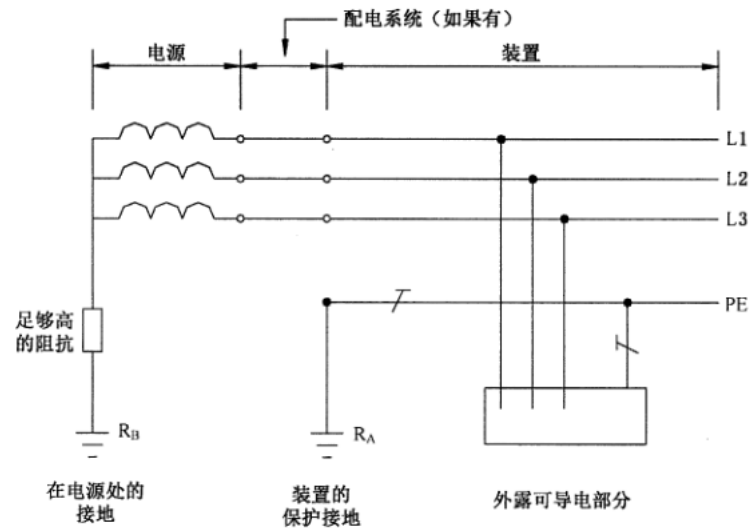 配电系统（如果有）
电源
装置
L1
L2
L3
PE
足够高
的阻抗
RB
RA
在电源处的
接地
装置的
保护接地
外露可导电部分